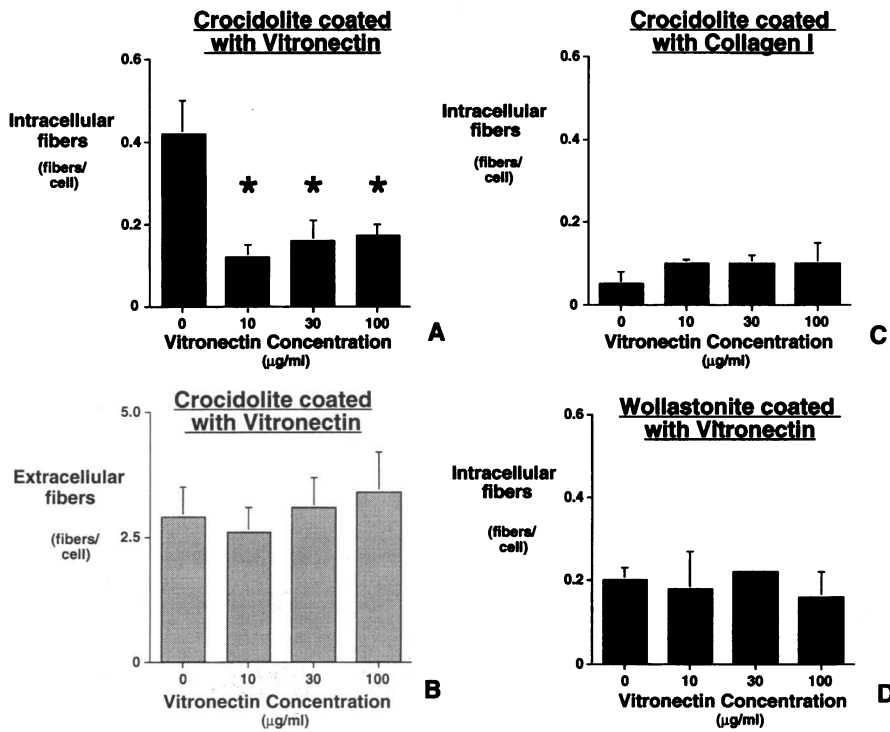 Crocidolite coated
with Vitronectin
0.6
Intracellular
fibers
0.4
(fibers/
cell)
* * *
0.2
0
0 10 30 100
Vitronectin Concentration
(µg/ml)
A
Crocidolite coated
with Collagen I
0.6
Intracellular
fibers
0.4
(fibers/
cell)
0.2
0
0 10 30 100
Vitronectin Concentration
(µg/ml)
C
Crocidolite coated
with Vitronectin
5.0
Extracellular
fibers
2.5
(fibers/
cell)
0
0 10 30 100
Vitronectin Concentration
(µg/ml)
B
Wollastonite coated
with Vitronectin
0.6
Intracellular
fibers
0.4
(fibers/
cell)
0.2
0
0 10 30 100
Vitronectin Concentration
(µg/ml)
D